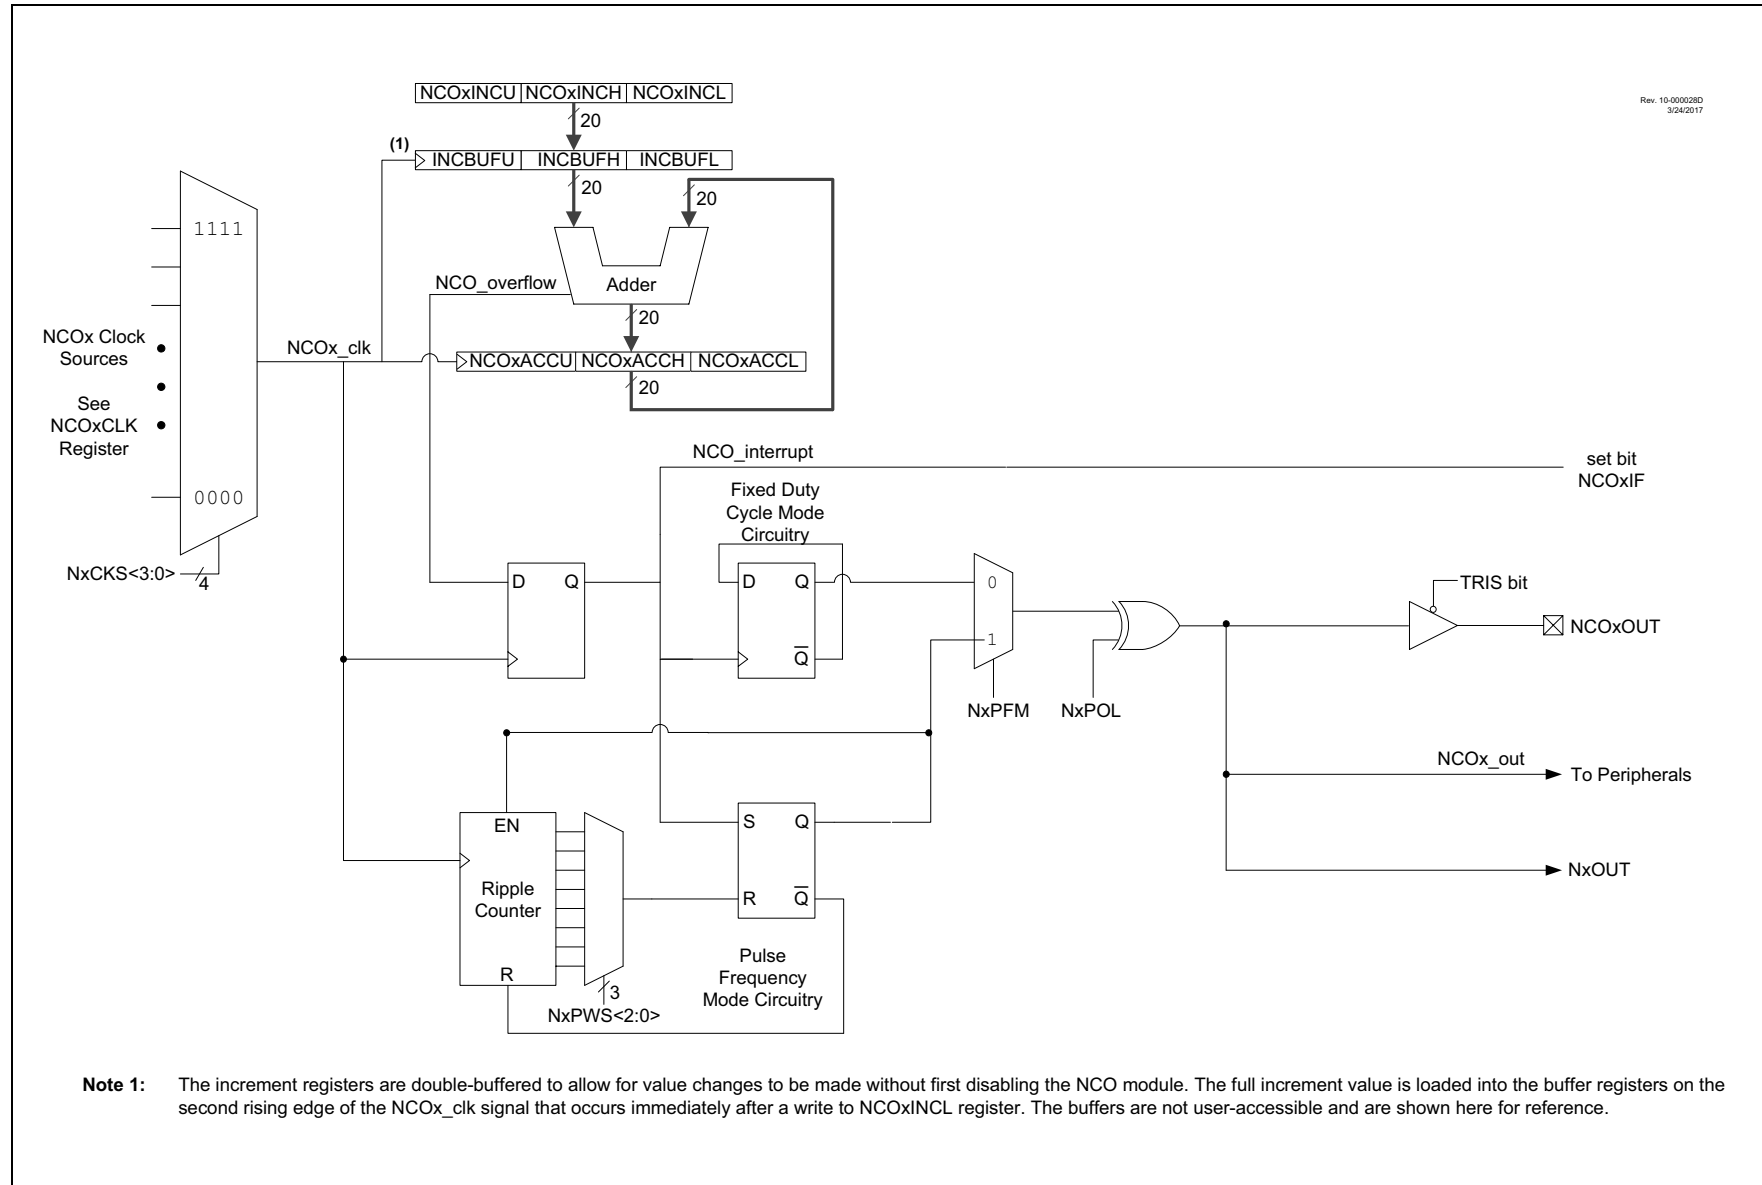 Rev. 10-000028D
3/24/2017
NCOxINCU NCOxINCH NCOxINCL
20
(1)
INCBUFU INCBUFH INCBUFL
20
20
1111
Adder
NCO_overflow
20
NCOx Clock
Sources
NCOx_clk
NCOxACCU NCOxACCH NCOxACCL
20
See
NCOxCLK
Register
NCO_interrupt
set bit
NCOxIF
0000
Fixed Duty
Cycle Mode
Circuitry
NxCKS<3:0>
4
D Q
D Q
0
TRIS bit
NCOxOUT
1
Q
NxPFM
NxPOL
NCOx_out
To Peripherals
EN
S Q
Ripple
Counter
NxOUT
R Q
R
Pulse
Frequency
Mode Circuitry
3
NxPWS<2:0>
Note 1: The increment registers are double-buffered to allow for value changes to be made without first disabling the NCO module. The full increment value is loaded into the buffer registers on the
second rising edge of the NCOx_clk signal that occurs immediately after a write to NCOxINCL register. The buffers are not user-accessible and are shown here for reference.